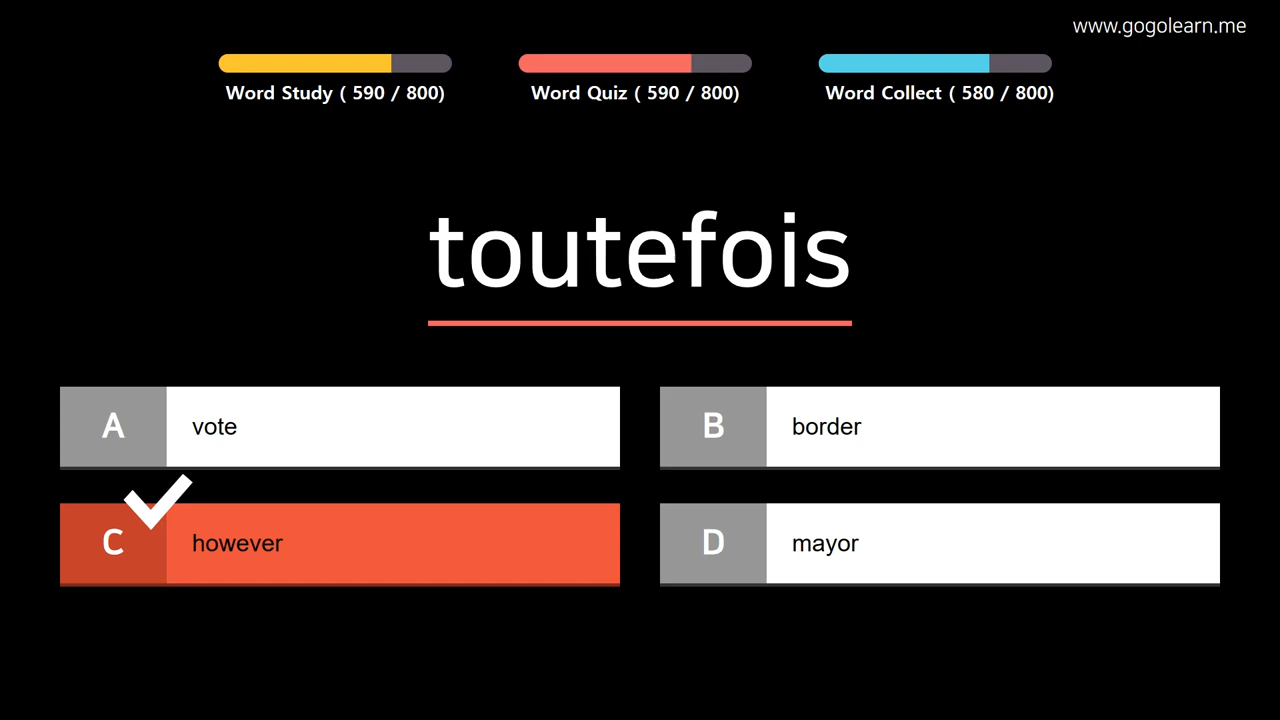 www.gogolearn.me
Word Study ( 590 / 800)
Word Quiz ( 590 / 800)
Word Collect ( 580 / 800)
toutefois
A
vote
B
border
C
however
D
mayor